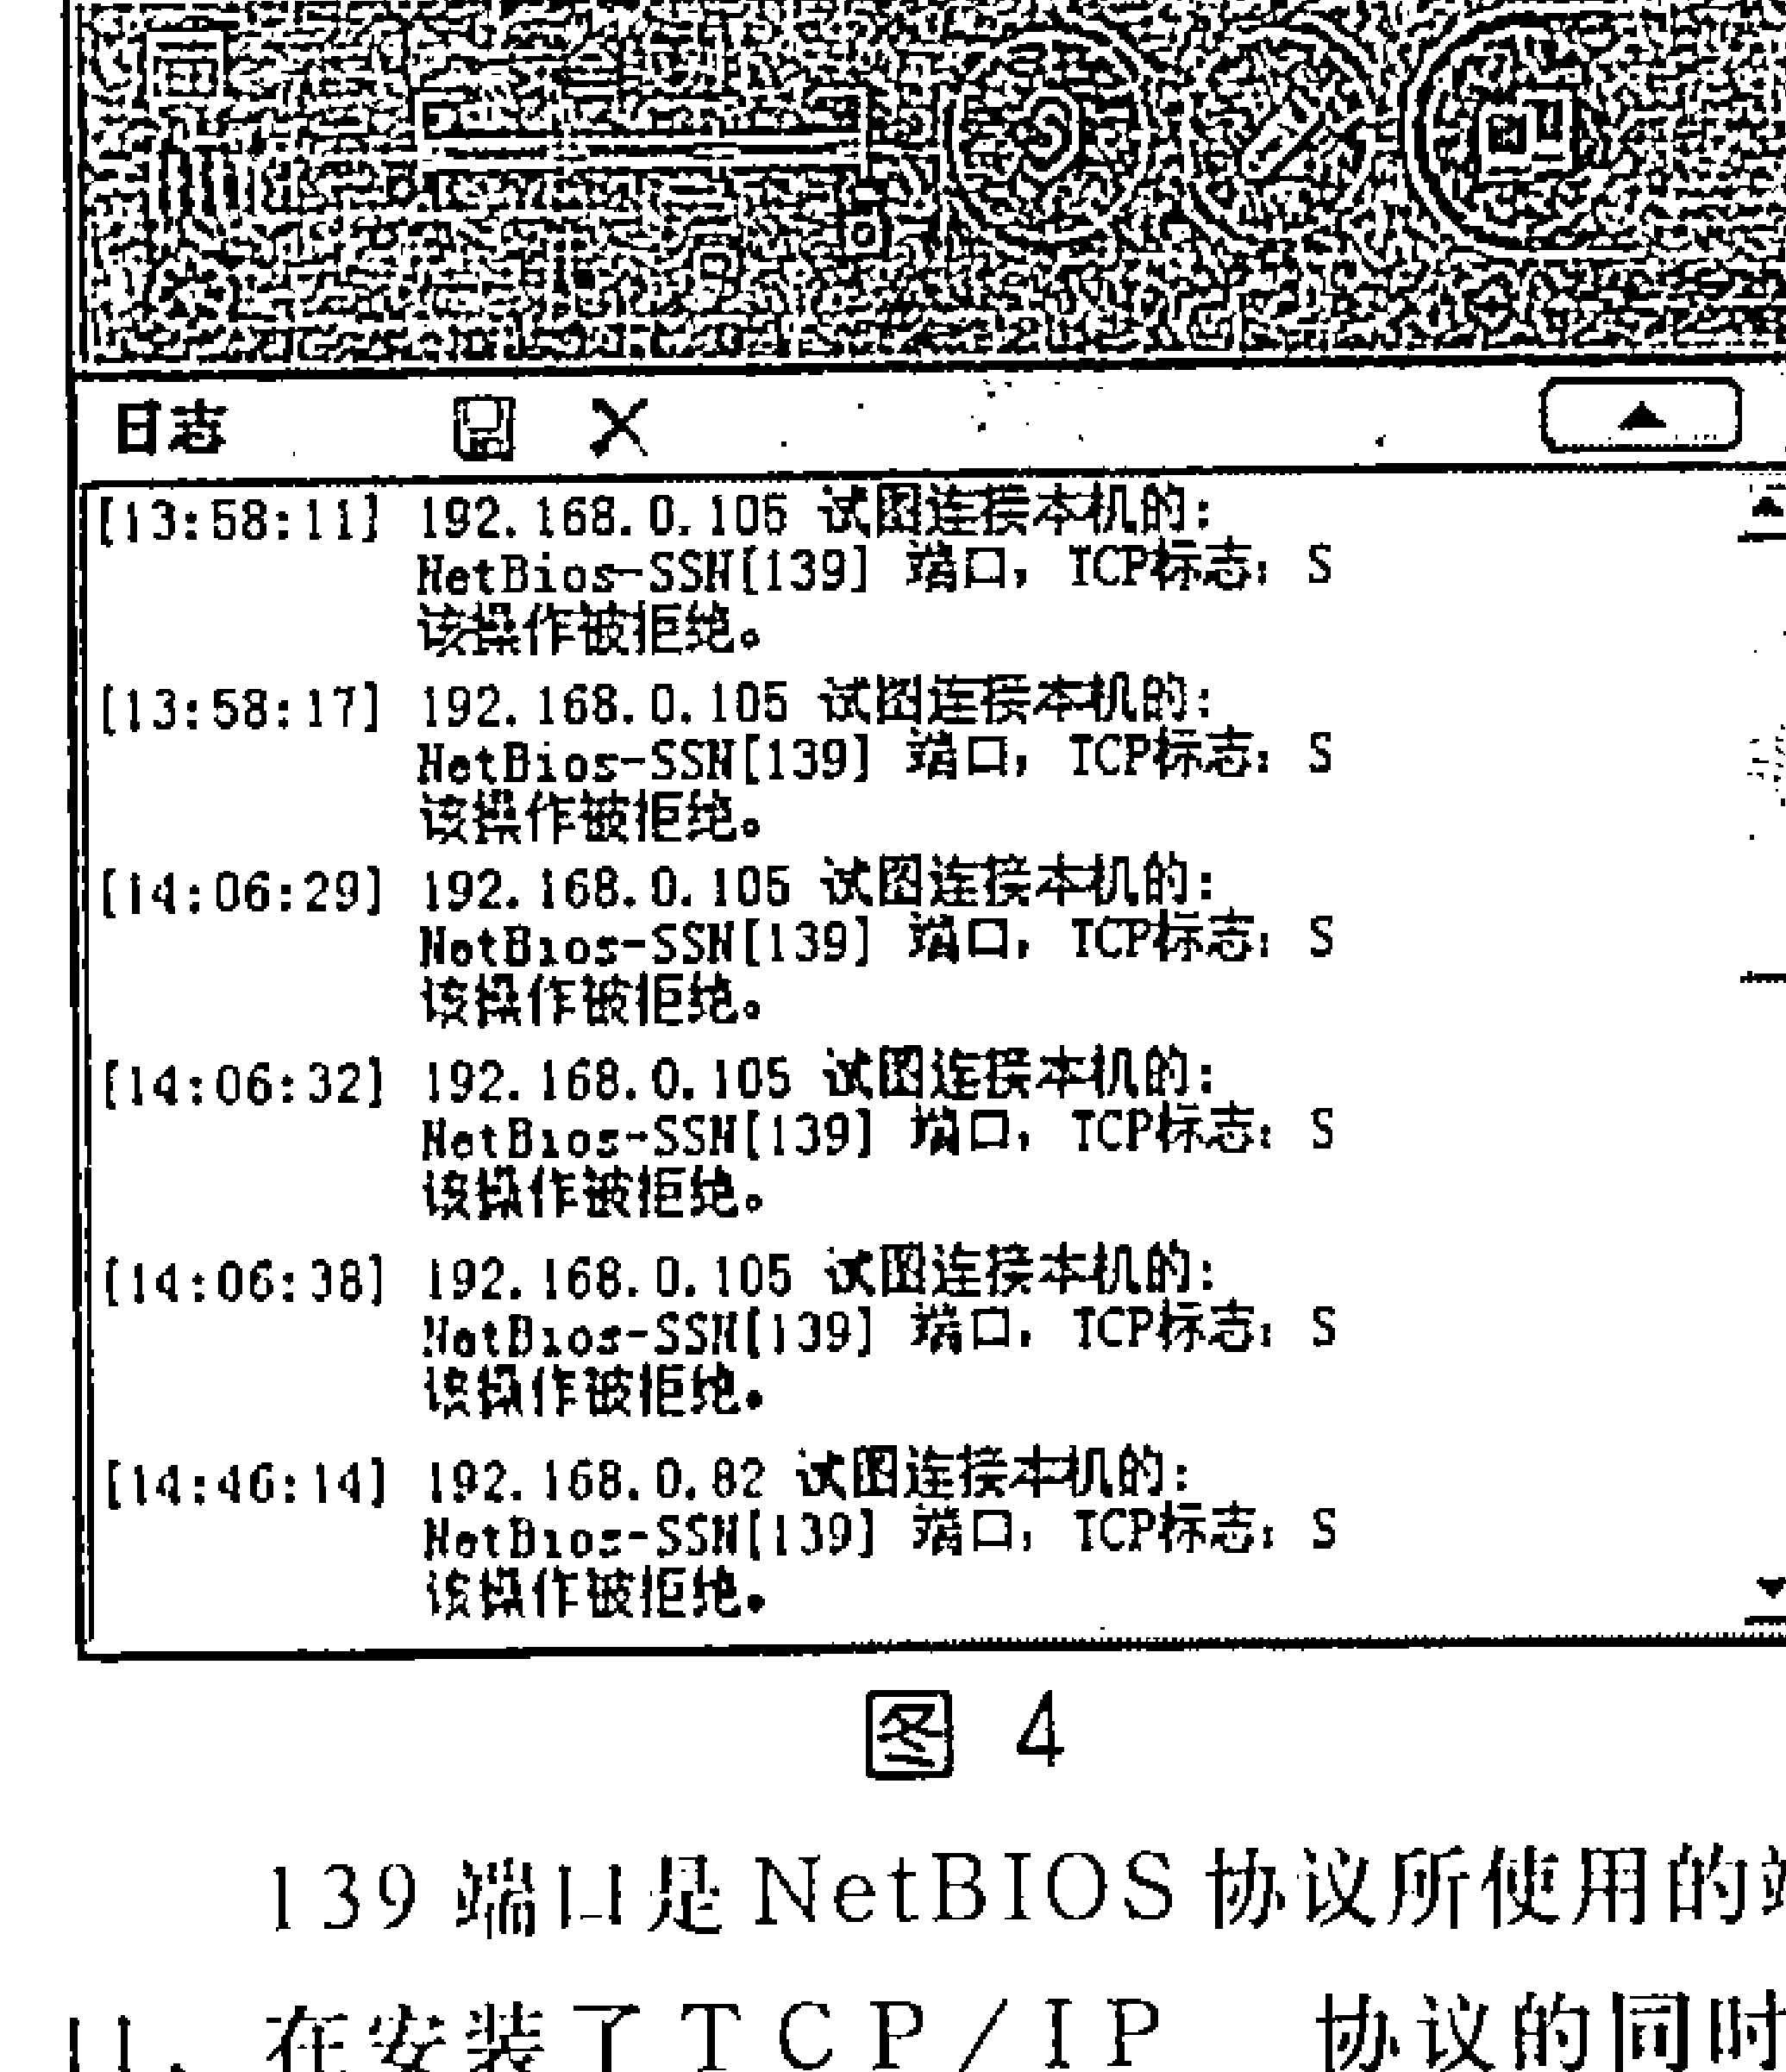 日志
[13:58:11] 192.168.0.105 试图连接本机的:
NetBios-SSN[139] 端口, TCP标志: S
该操作被拒绝。
[13:58:17] 192.168.0.105 试图连接本机的:
NetBios-SSN[139] 端口, TCP标志: S
该操作被拒绝。
[14:06:29] 192.168.0.105 试图连接本机的:
NetBios-SSN[139] 端口, TCP标志: S
该操作被拒绝。
[14:06:32] 192.168.0.105 试图连接本机的:
NetBios-SSN[139] 端口, TCP标志: S
该操作被拒绝。
[14:06:38] 192.168.0.105 试图连接本机的:
NetBios-SSN[139] 端口, TCP标志: S
该操作被拒绝。
[14:46:14] 192.168.0.82 试图连接本机的:
NetBios-SSN[139] 端口, TCP标志: S
该操作被拒绝。
图 4
139 端口是 NetBIOS 协议所使用的端
口，在安装了 TCP/IP 协议的同时